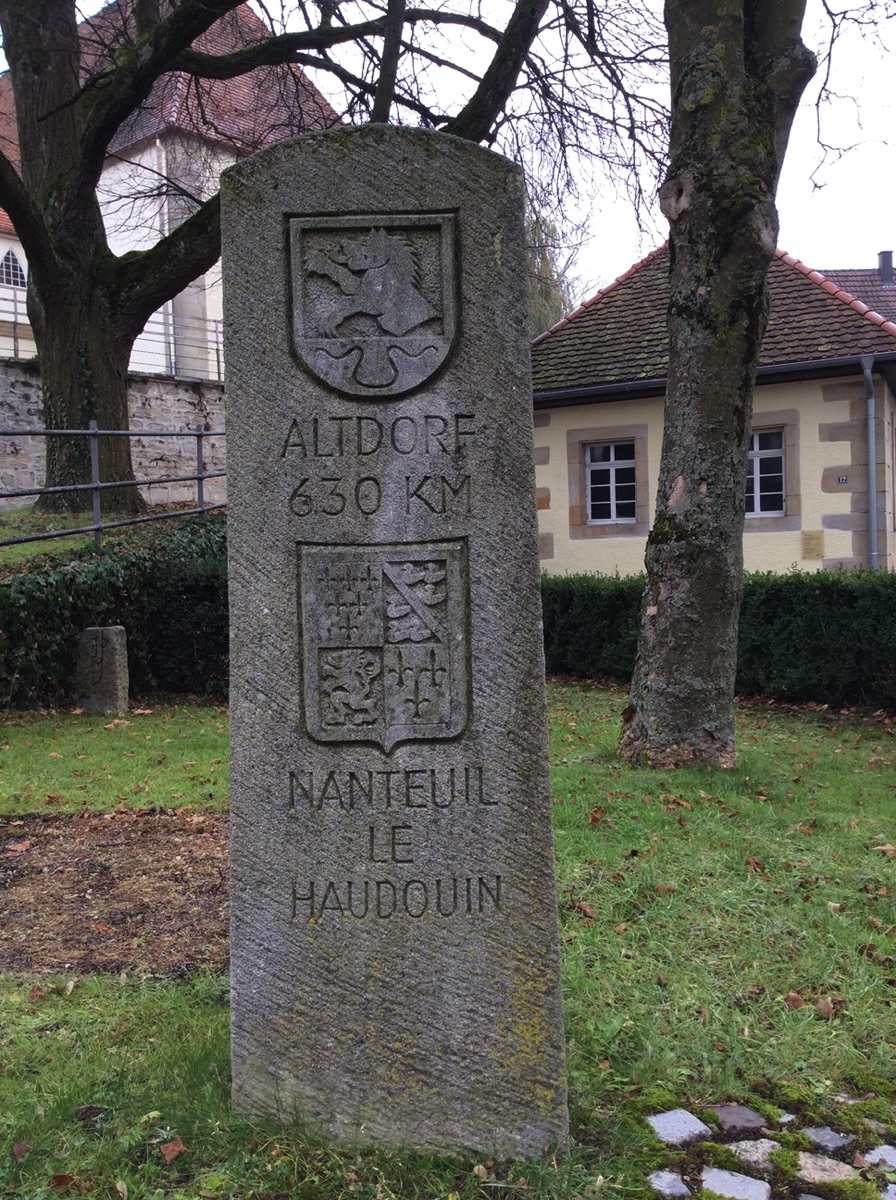 ALTDORF
630 KM
NANTEUIL
LE
HAUDOUIN